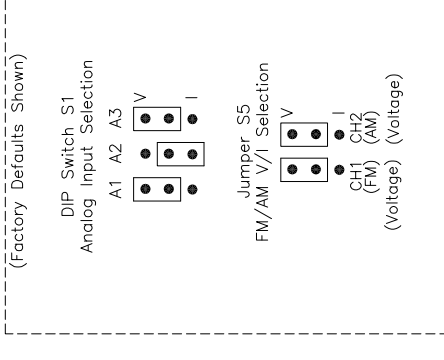 (Factory Defaults Shown)
DIP Switch S1
Analog Input Selection
A1 A2 A3
V
I
Jumper S5
FM/AM V/I Selection
V
I
CH1 CH2
(FM) (AM)
(Voltage) (Voltage)